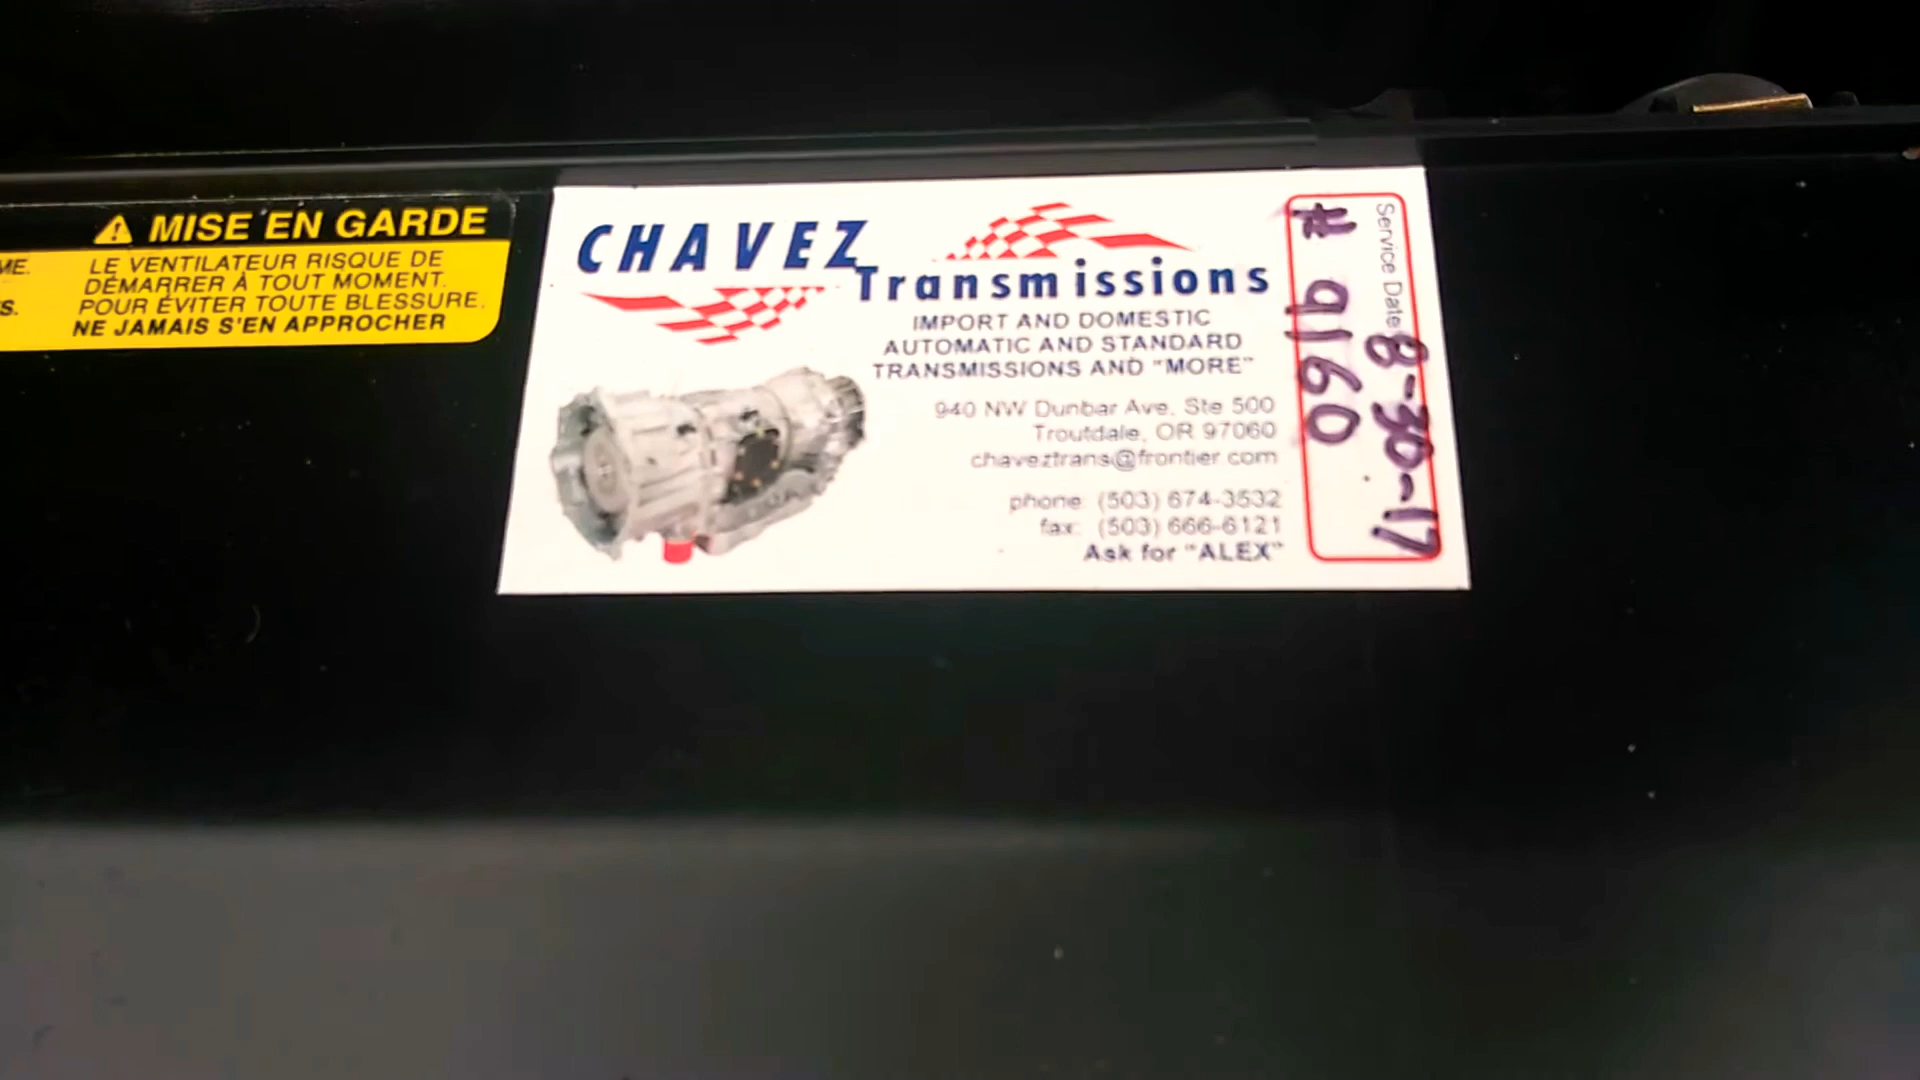 MISE EN GARDE
ME. LE VENTILATEUR RISQUE DE
DÉMARRER À TOUT MOMENT.
S. POUR ÉVITER TOUTE BLESSURE.
NE JAMAIS S'EN APPROCHER
CHAVEZ
Transmissions
IMPORT AND DOMESTIC
AUTOMATIC AND STANDARD
TRANSMISSIONS AND "MORE"
940 NW Dunbar Ave. Ste 500
Troutdale, OR 97060
chaveztrans@frontier.com
phone: (503) 674-3532
fax: (503) 666-6121
Ask for "ALEX"
Service Date 8-30-17
# 9160